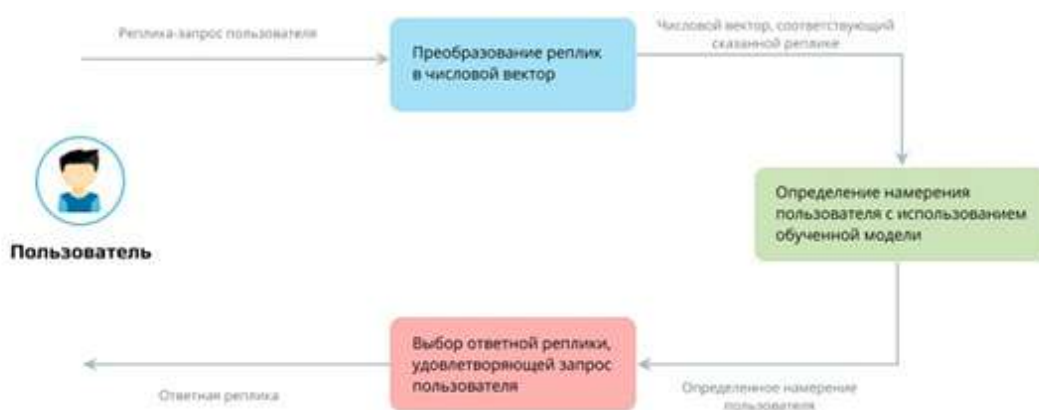 Реплика-запрос пользователя
Преобразование реплик
в числовой вектор
Числовой вектор, соответствующий
сказанной реплике
Определение намерения
пользователя с использованием
обученной модели
Пользователь
Выбор ответной реплики,
удовлетворяющей запрос
пользователя
Ответная реплика
Определенное намерение
пользователя